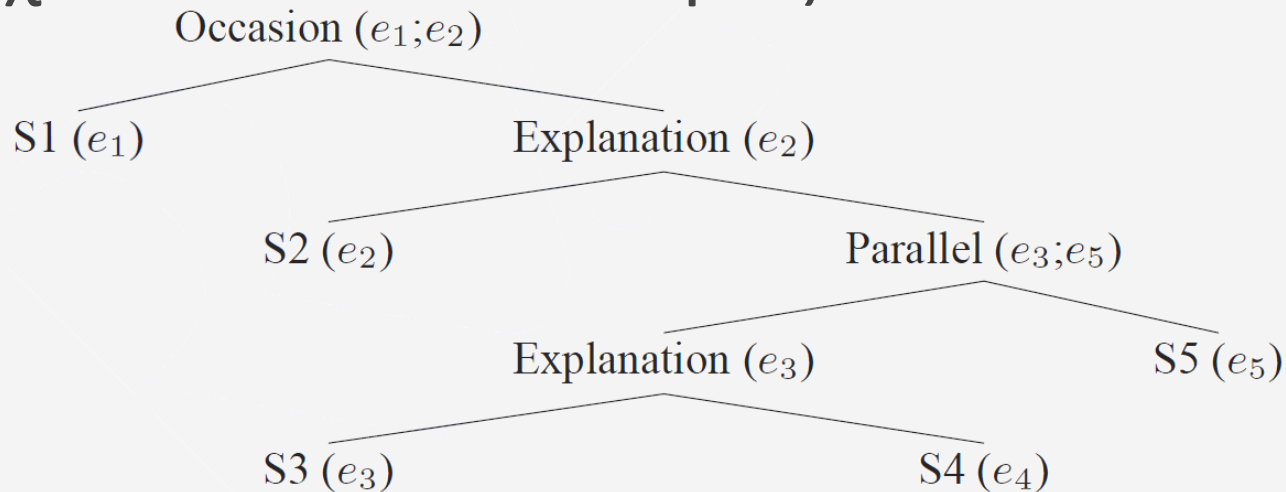 Occasion (e₁;e₂)
S1 (e₁) Explanation (e₂)
S2 (e₂) Parallel (e₃;e₅)
Explanation (e₃) S5 (e₅)
S3 (e₃) S4 (e₄)